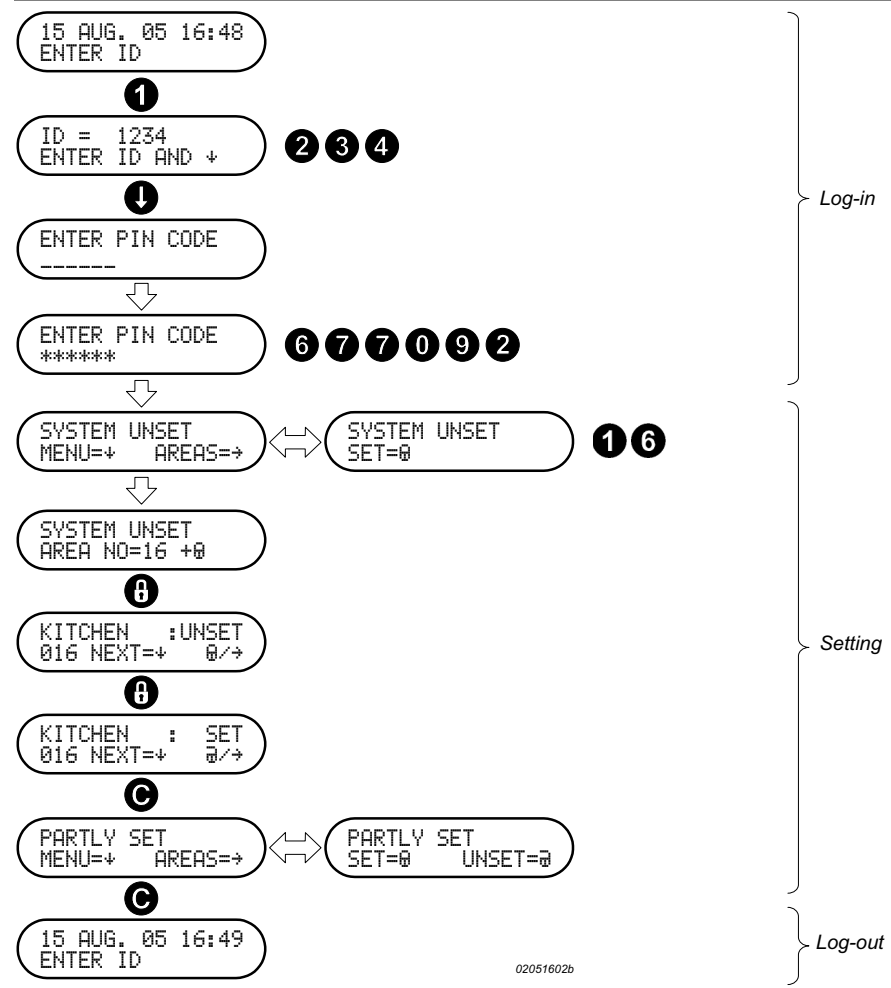 15 AUG. 05 16:48
ENTER ID
1
ID = 1234
ENTER ID AND ↓
2 3 4
↓
Log-in
ENTER PIN CODE
______
ENTER PIN CODE
******
6 7 7 0 9 2
SYSTEM UNSET
MENU=↓ AREAS=→
SYSTEM UNSET
SET=🔒
1 6
SYSTEM UNSET
AREA NO=16 +🔒
KITCHEN :UNSET
016 NEXT=↓ 🔒/→
Setting
KITCHEN : SET
016 NEXT=↓ 🔓/→
C
PARTLY SET
MENU=↓ AREAS=→
PARTLY SET
SET=🔒 UNSET=🔓
C
15 AUG. 05 16:49
ENTER ID
Log-out
02051602b